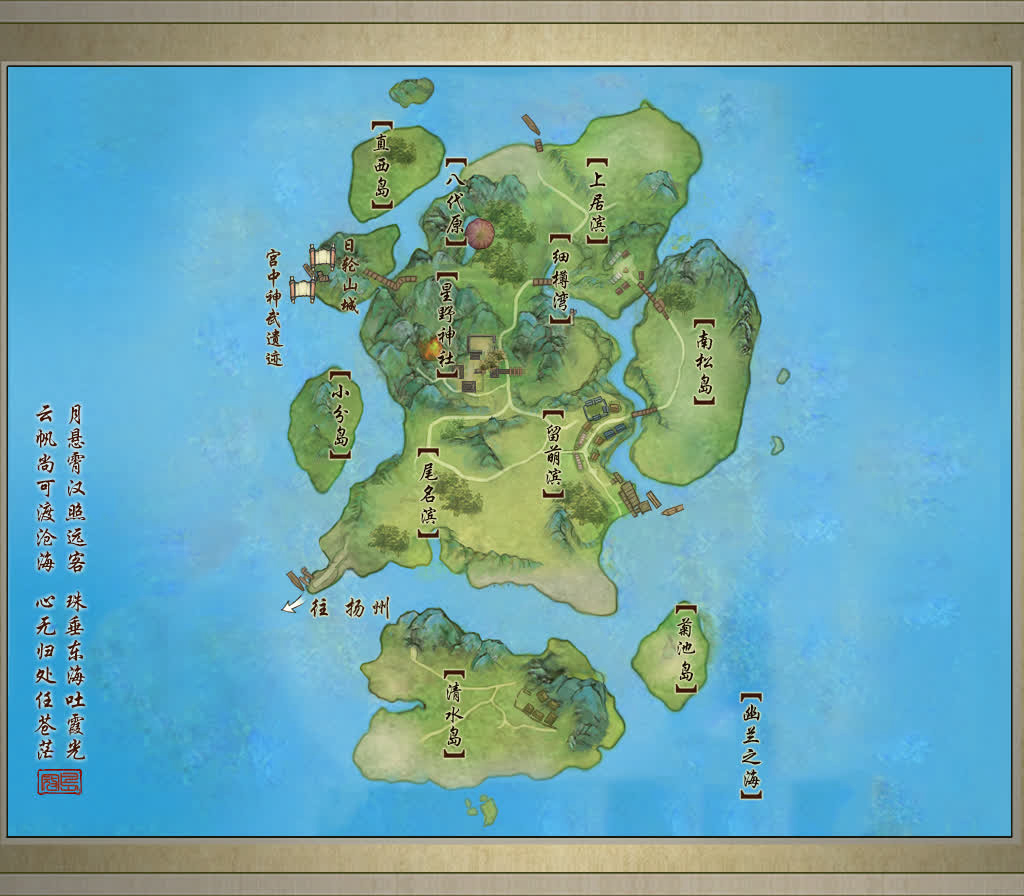 【直西岛】
【八代原】
【上居滨】
【细樽湾】
日轮山城
宫中神武遗迹
【星野神社】
【南松岛】
【小兮岛】
【留萌滨】
【尾名滨】
往 扬州
【菊池岛】
【清水岛】
【幽兰之海】
月悬霄汉照远客 珠垂东海吐霞光
云帆尚可渡沧海 心无归处任苍茫